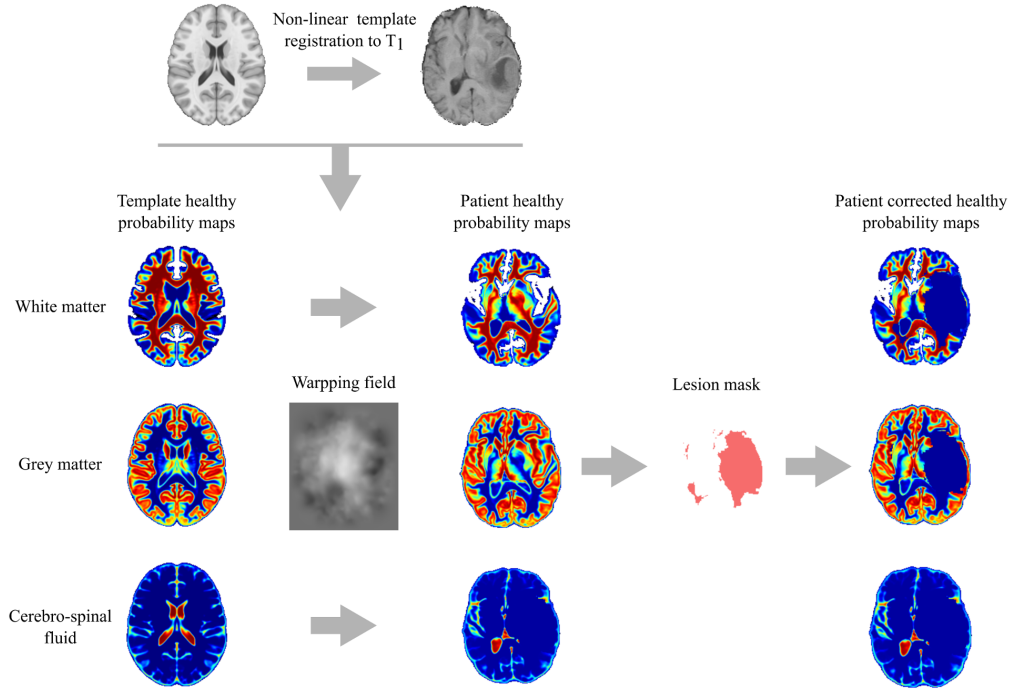 Non-linear template
registration to T1
Template healthy
probability maps
Patient healthy
probability maps
Patient corrected healthy
probability maps
White matter
Warpping field
Lesion mask
Grey matter
Cerebro-spinal
fluid